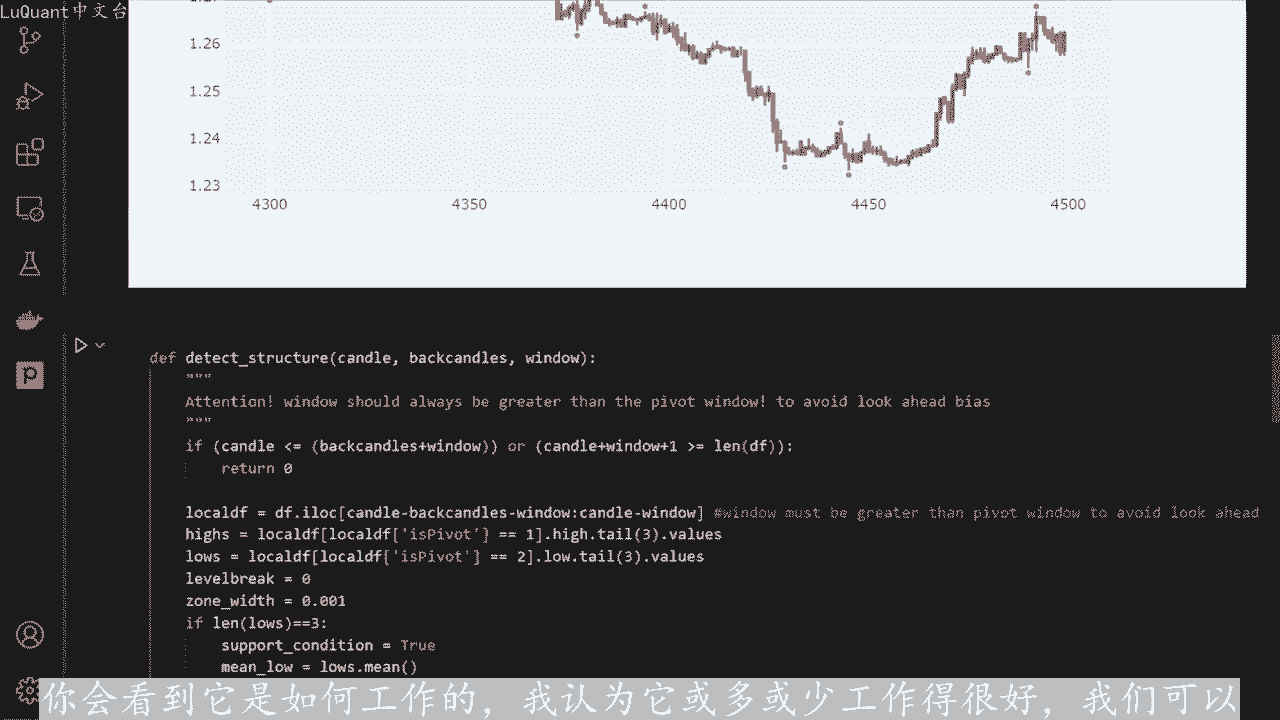 LuQuant中文台
1.26
1.25
1.24
1.23
4300 4350 4400 4450 4500
def detect_structure(candle, backcandles, window):
"""
Attention! window should always be greater than the pivot window! to avoid look ahead bias
"""
if (candle <= (backcandles+window)) or (candle+window+1 >= len(df)):
return 0
localdf = df.iloc[candle-backcandles-window:candle-window] #window must be greater than pivot window to avoid look ahead
highs = localdf[localdf['isPivot'] == 1].high.tail(3).values
lows = localdf[localdf['isPivot'] == 2].low.tail(3).values
levelbreak = 0
zone_width = 0.001
if len(lows)==3:
support_condition = True
mean_low = lows.mean()
你会看到它是如何工作的，我认为它或多或少工作得很好，我们可以